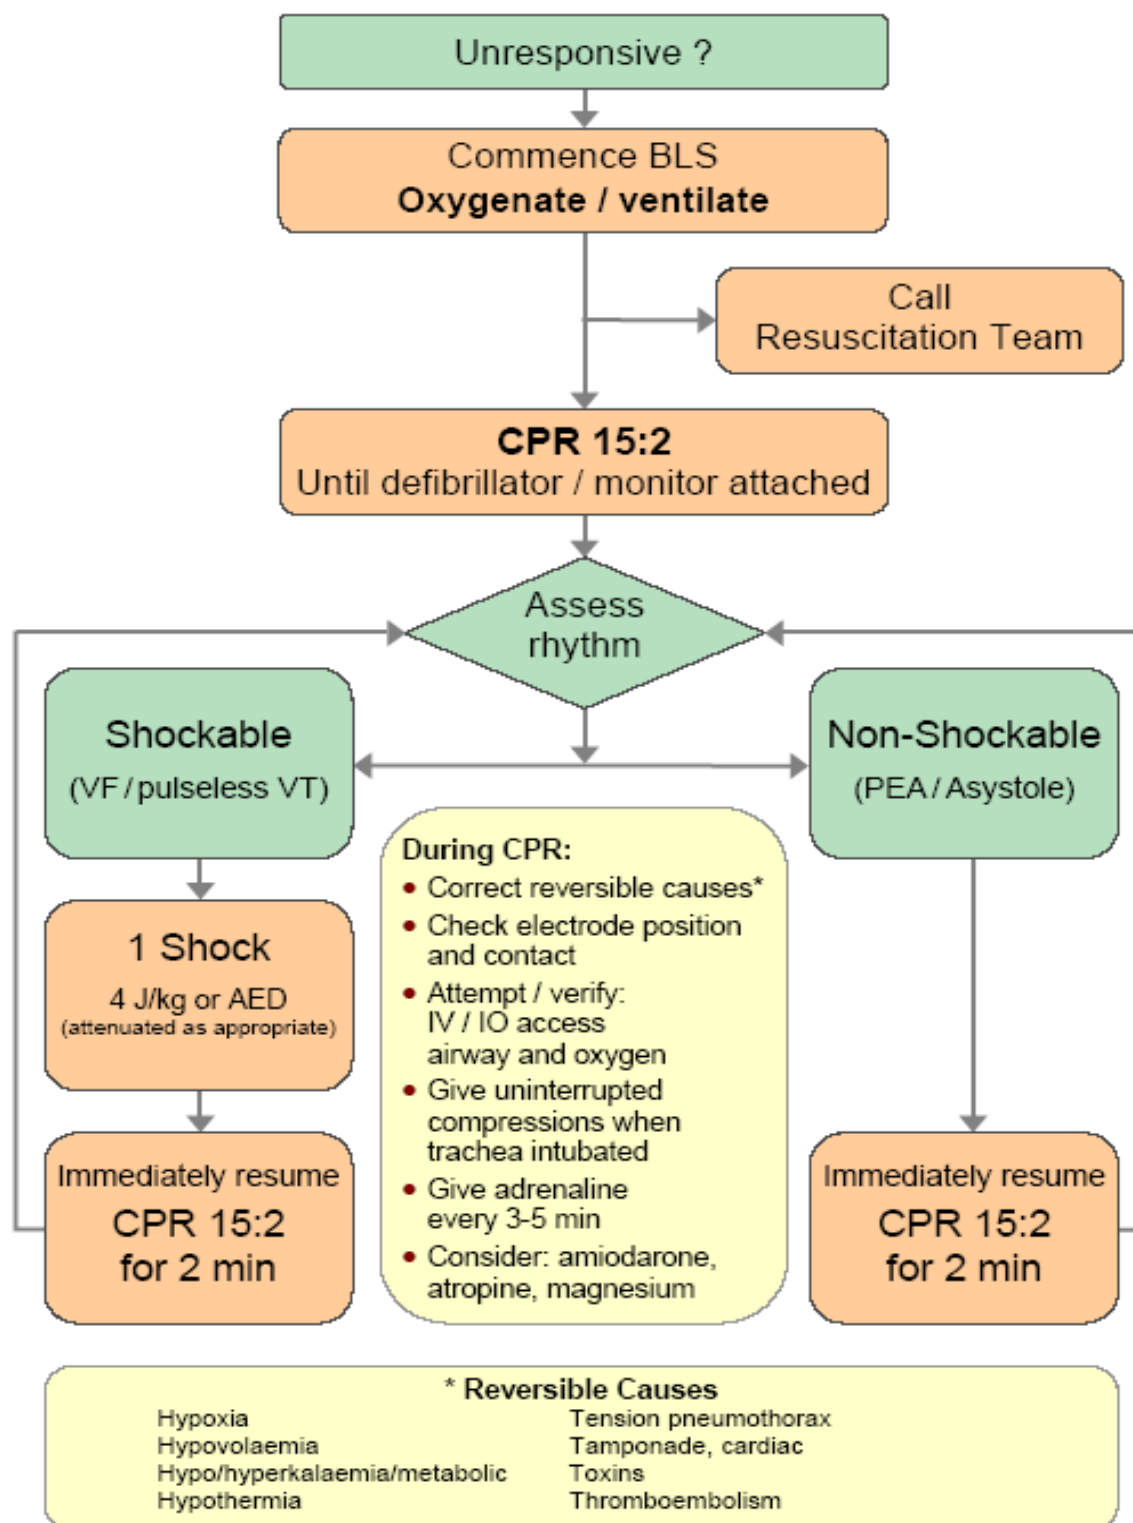 Unresponsive ?
Commence BLS
Oxygenate / ventilate
Call
Resuscitation Team
CPR 15:2
Until defibrillator / monitor attached
Assess
rhythm
Shockable
(VF / pulseless VT)
Non-Shockable
(PEA / Asystole)
1 Shock
4 J/kg or AED
(attenuated as appropriate)
Immediately resume
CPR 15:2
for 2 min
During CPR:
• Correct reversible causes*
• Check electrode position
and contact
• Attempt / verify:
IV / IO access
airway and oxygen
• Give uninterrupted
compressions when
trachea intubated
• Give adrenaline
every 3-5 min
• Consider: amiodarone,
atropine, magnesium
Immediately resume
CPR 15:2
for 2 min
* Reversible Causes
Hypoxia
Hypovolaemia
Hypo/hyperkalaemia/metabolic
Hypothermia
Tension pneumothorax
Tamponade, cardiac
Toxins
Thromboembolism